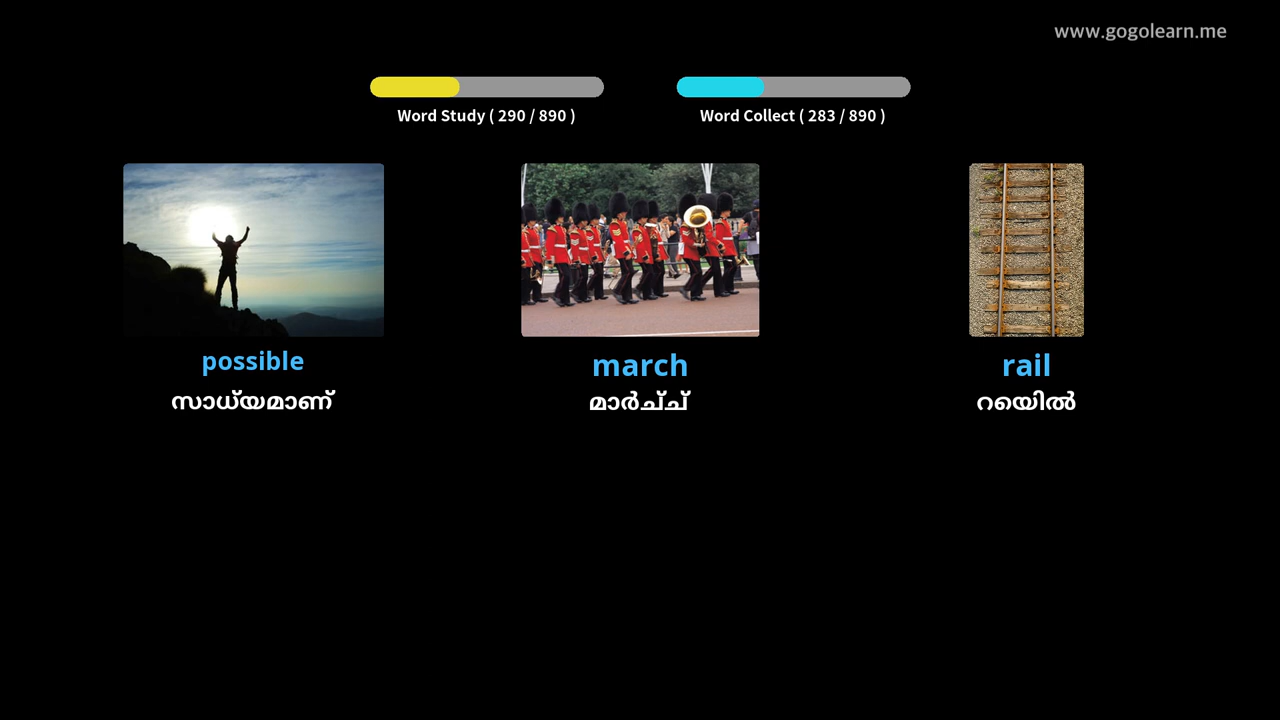 www.gogolearn.me
Word Study ( 290 / 890 )
Word Collect ( 283 / 890 )
possible
സാധ്യമാണ്
march
മാർച്ച്
rail
റയിൽ